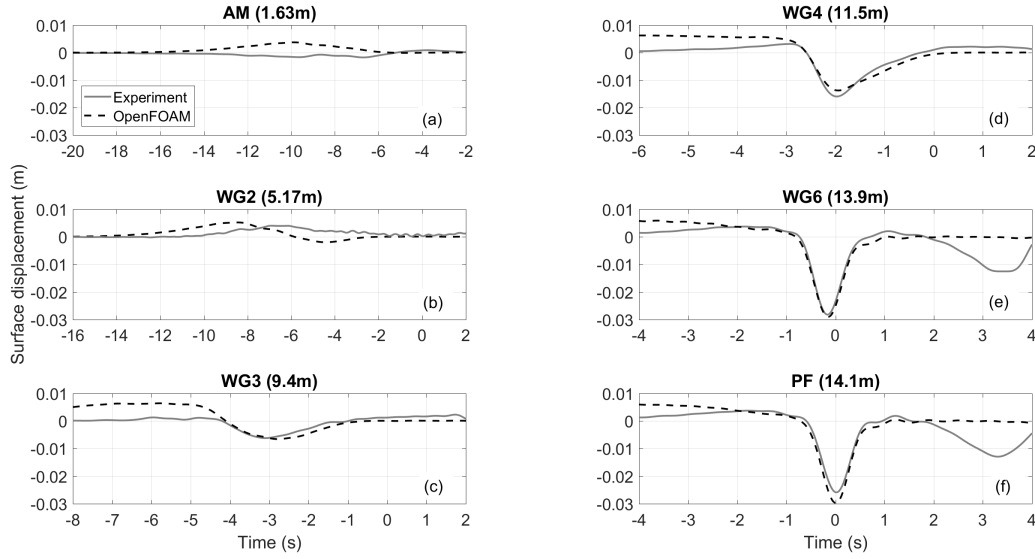 AM (1.63m)
0.01
0
-0.01
-0.02
-0.03
Experiment
OpenFOAM
(a)
-20 -18 -16 -14 -12 -10 -8 -6 -4 -2
WG2 (5.17m)
0.01
0
-0.01
-0.02
-0.03
(b)
-16 -14 -12 -10 -8 -6 -4 -2 0 2
WG3 (9.4m)
0.01
0
-0.01
-0.02
-0.03
(c)
-8 -7 -6 -5 -4 -3 -2 -1 0 1 2
Time (s)
Surface displacement (m)
WG4 (11.5m)
0.01
0
-0.01
-0.02
-0.03
(d)
-6 -5 -4 -3 -2 -1 0 1 2
WG6 (13.9m)
0.01
0
-0.01
-0.02
-0.03
(e)
-4 -3 -2 -1 0 1 2 3 4
PF (14.1m)
0.01
0
-0.01
-0.02
-0.03
(f)
-4 -3 -2 -1 0 1 2 3 4
Time (s)